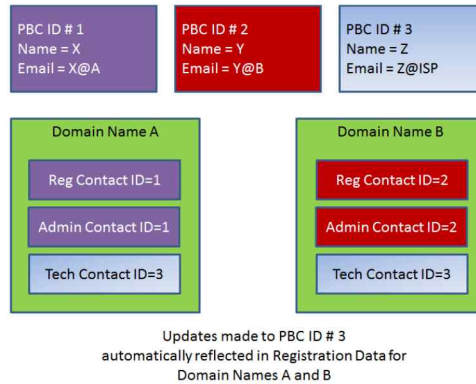 PBC ID # 1
Name = X
Email = X@A
PBC ID # 2
Name = Y
Email = Y@B
PBC ID # 3
Name = Z
Email = Z@ISP
Domain Name A
Reg Contact ID=1
Admin Contact ID=1
Tech Contact ID=3
Domain Name B
Reg Contact ID=2
Admin Contact ID=2
Tech Contact ID=3
Updates made to PBC ID # 3
automatically reflected in Registration Data for
Domain Names A and B